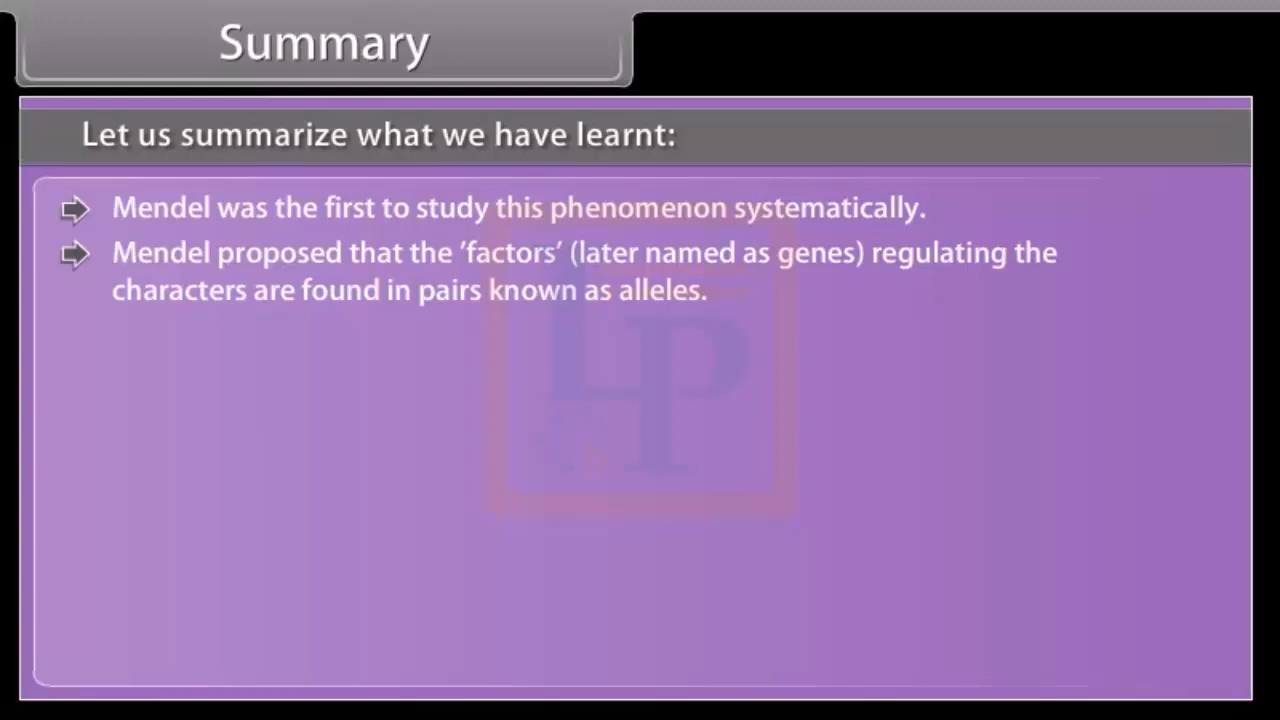 Summary
Let us summarize what we have learnt:
Mendel was the first to study this phenomenon systematically.
Mendel proposed that the ‘factors’ (later named as genes) regulating the
characters are found in pairs known as alleles.
LP